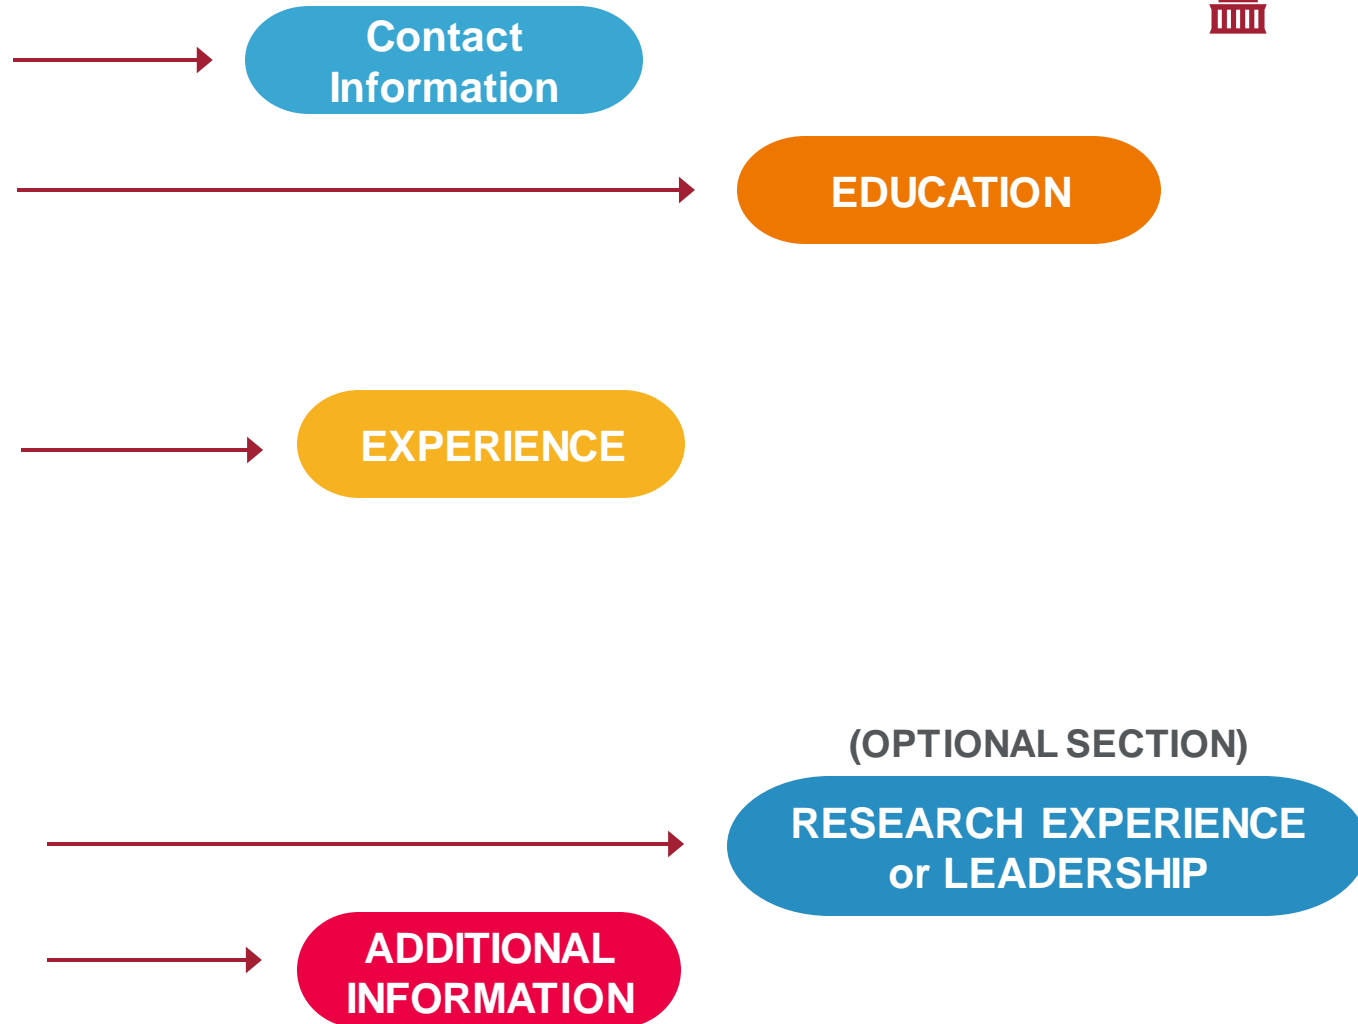 Contact
Information
EDUCATION
EXPERIENCE
(OPTIONAL SECTION)
RESEARCH EXPERIENCE
or LEADERSHIP
ADDITIONAL
INFORMATION